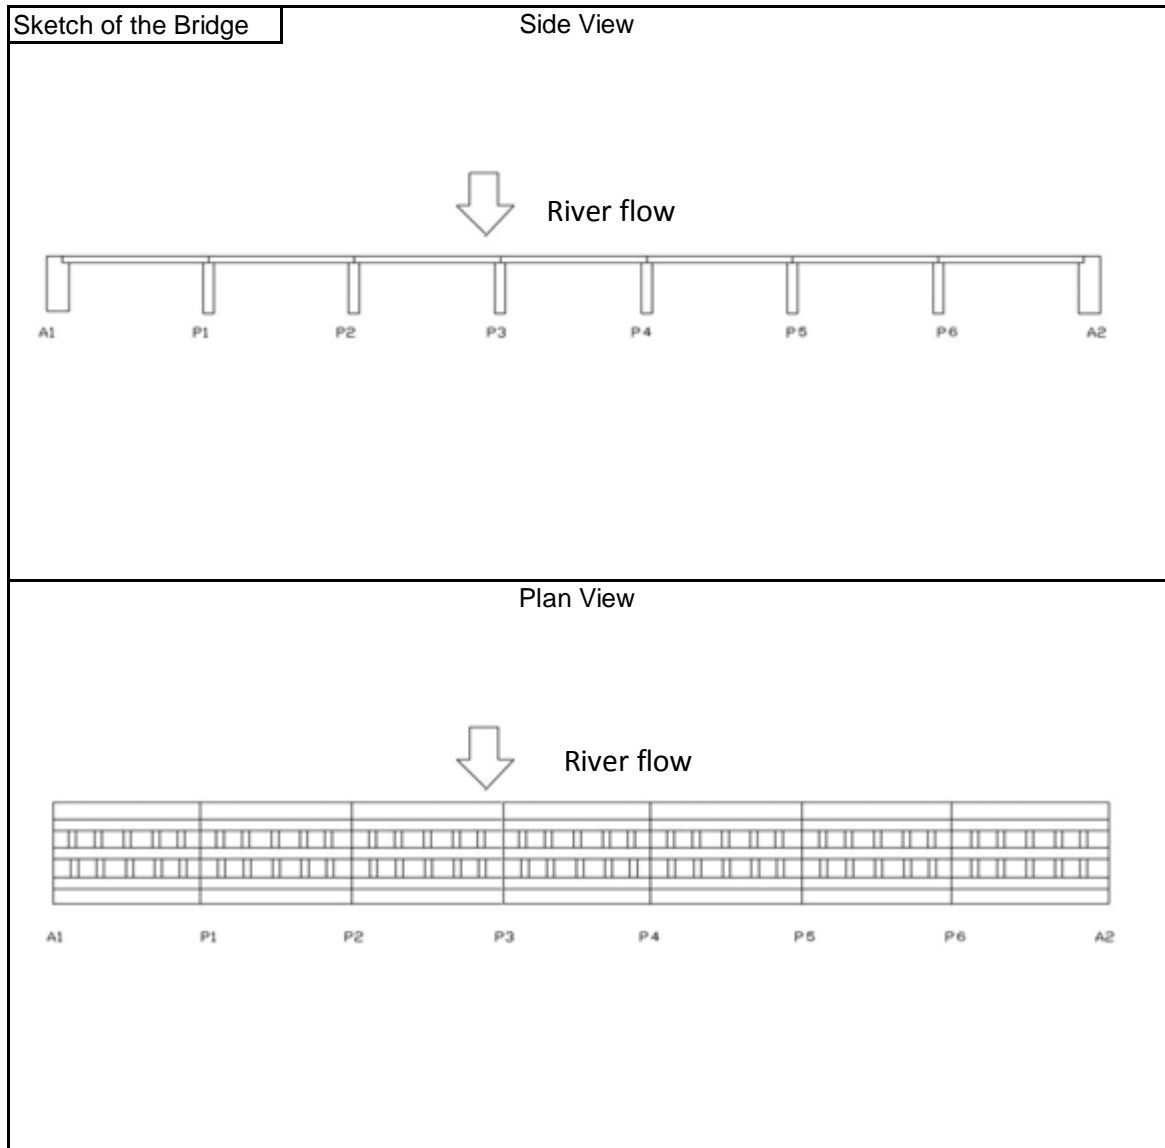 Sketch of the Bridge
Side View
River flow
A1 P1 P2 P3 P4 P5 P6 A2
Plan View
River flow
A1 P1 P2 P3 P4 P5 P6 A2